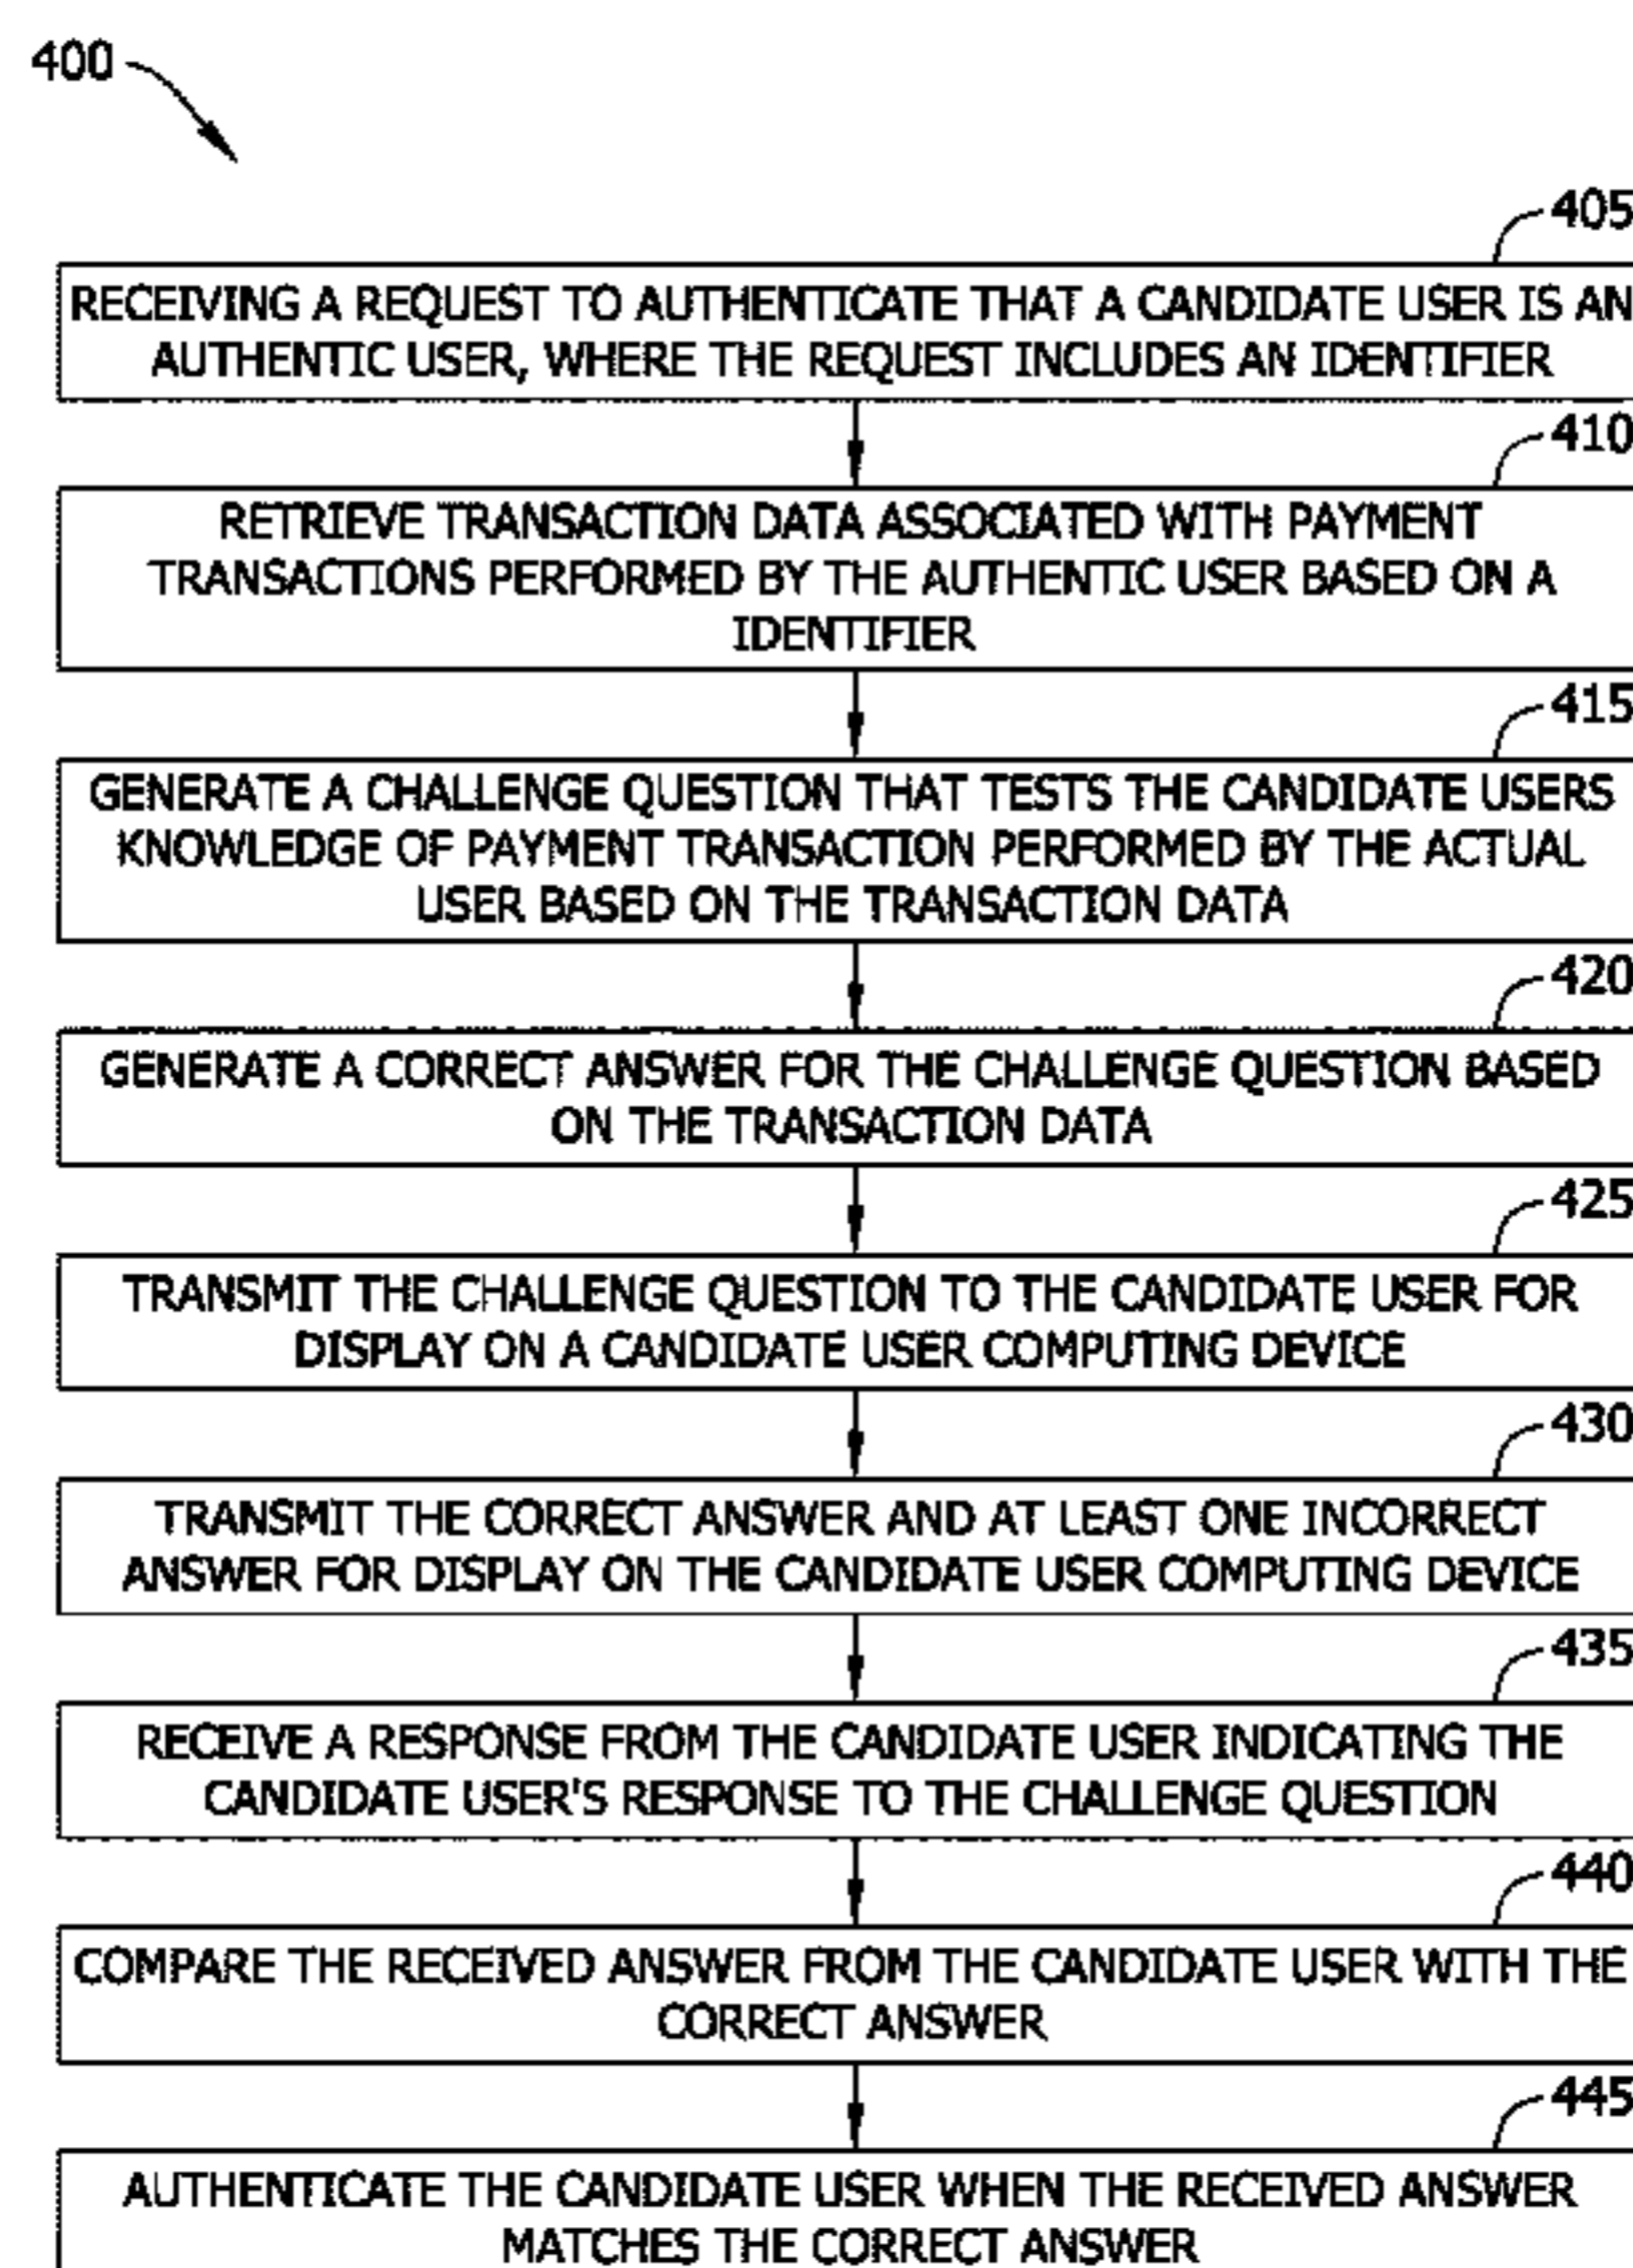 400
405
RECEIVING A REQUEST TO AUTHENTICATE THAT A CANDIDATE USER IS AN
AUTHENTIC USER, WHERE THE REQUEST INCLUDES AN IDENTIFIER
410
RETRIEVE TRANSACTION DATA ASSOCIATED WITH PAYMENT
TRANSACTIONS PERFORMED BY THE AUTHENTIC USER BASED ON A
IDENTIFIER
415
GENERATE A CHALLENGE QUESTION THAT TESTS THE CANDIDATE USERS
KNOWLEDGE OF PAYMENT TRANSACTION PERFORMED BY THE ACTUAL
USER BASED ON THE TRANSACTION DATA
420
GENERATE A CORRECT ANSWER FOR THE CHALLENGE QUESTION BASED
ON THE TRANSACTION DATA
425
TRANSMIT THE CHALLENGE QUESTION TO THE CANDIDATE USER FOR
DISPLAY ON A CANDIDATE USER COMPUTING DEVICE
430
TRANSMIT THE CORRECT ANSWER AND AT LEAST ONE INCORRECT
ANSWER FOR DISPLAY ON THE CANDIDATE USER COMPUTING DEVICE
435
RECEIVE A RESPONSE FROM THE CANDIDATE USER INDICATING THE
CANDIDATE USER'S RESPONSE TO THE CHALLENGE QUESTION
440
COMPARE THE RECEIVED ANSWER FROM THE CANDIDATE USER WITH THE
CORRECT ANSWER
445
AUTHENTICATE THE CANDIDATE USER WHEN THE RECEIVED ANSWER
MATCHES THE CORRECT ANSWER